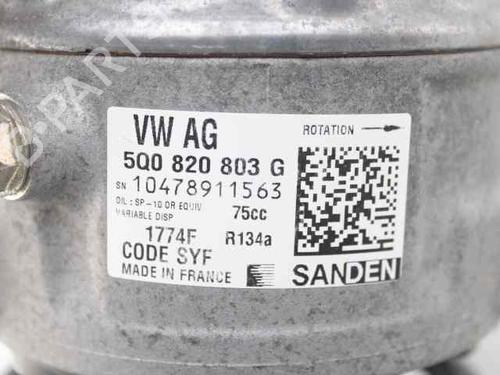 VW AG
ROTATION
5Q0 820 803 G
SN 10478911563
OIL : SP-10 OR EQUIV. 75cc
VARIABLE DISP
1774F R134a
CODE SYF
MADE IN FRANCE SANDEN